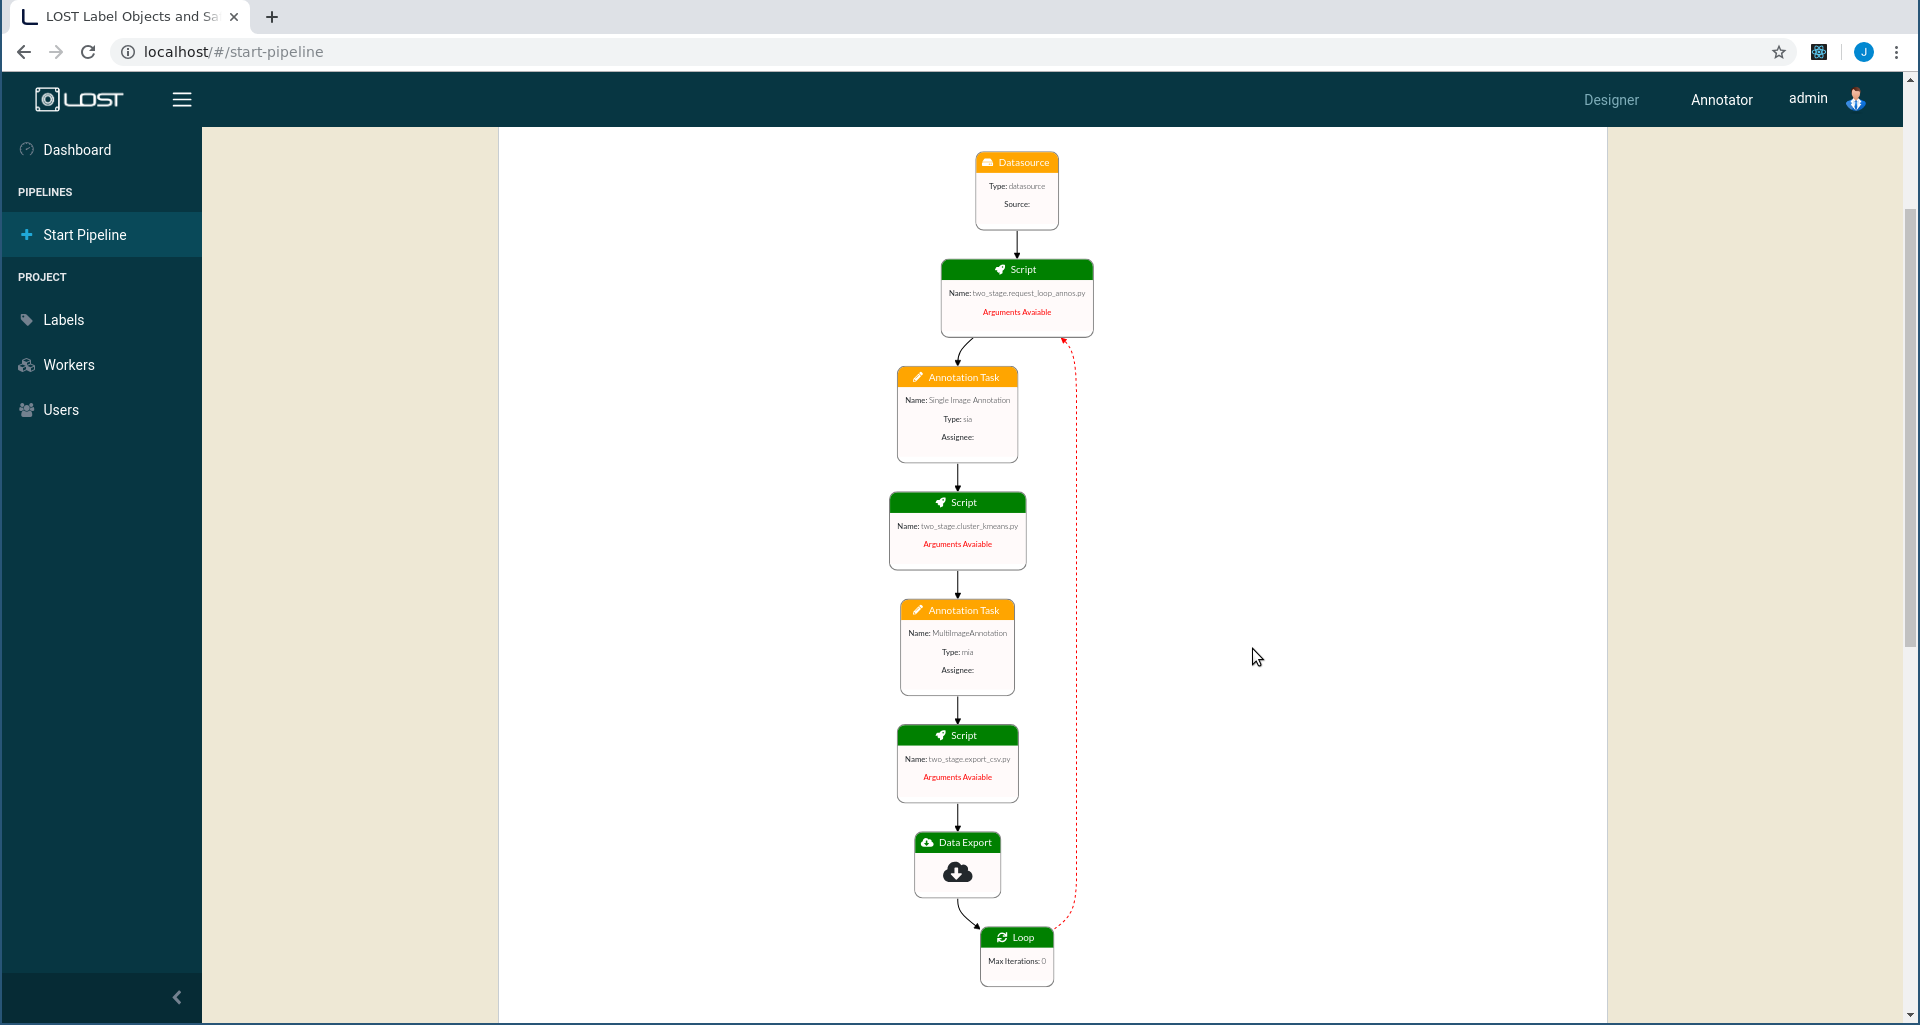 LOST Label Objects and Sa
localhost/#/start-pipeline
J
LOST
Designer
Annotator
admin
Dashboard
PIPELINES
Start Pipeline
PROJECT
Labels
Workers
Users
Datasource
Type: datasource
Source:
Script
Name: two_stage.request_loop_annos.py
Arguments Avaiable
Annotation Task
Name: Single Image Annotation
Type: sia
Assignee:
Script
Name: two_stage.cluster_kmeans.py
Arguments Avaiable
Annotation Task
Name: MultiImageAnnotation
Type: mia
Assignee:
Script
Name: two_stage.export_csv.py
Arguments Avaiable
Data Export
Loop
Max Iterations: 0